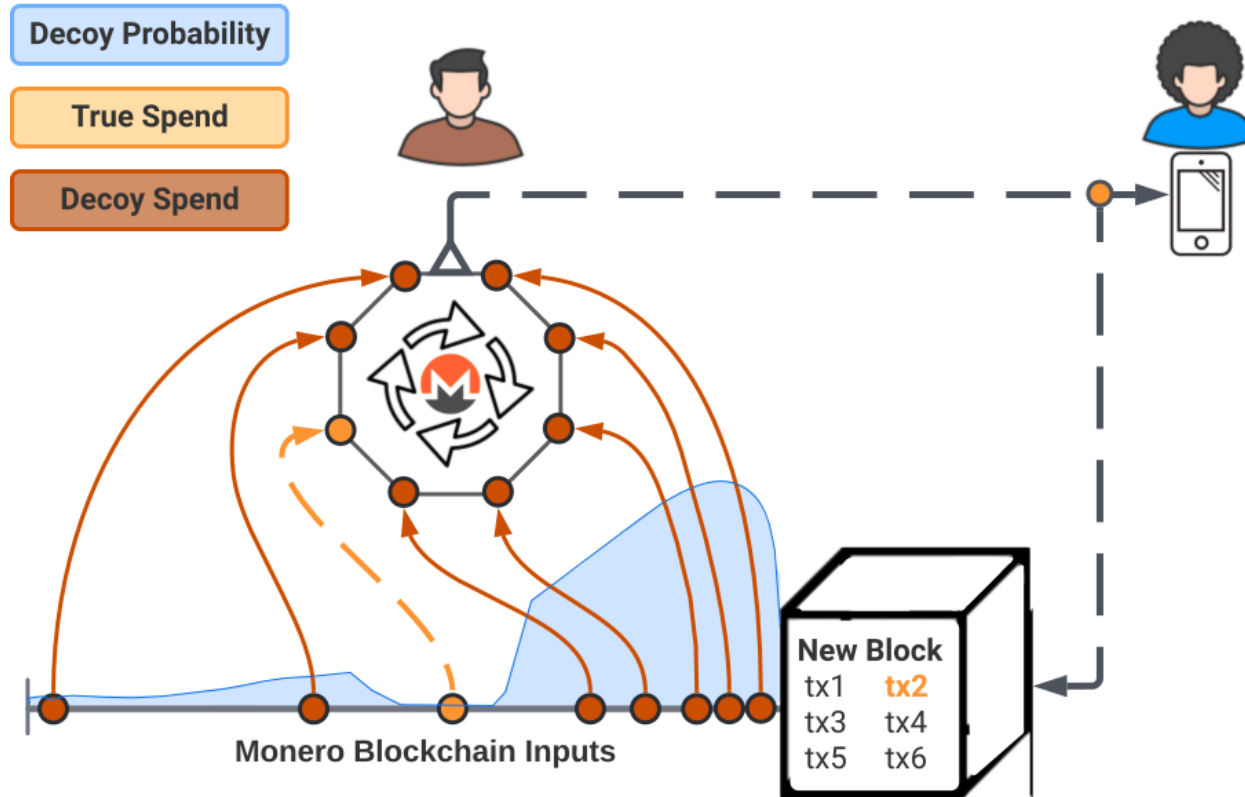 Decoy Probability
True Spend
Decoy Spend
New Block
tx1 tx2
tx3 tx4
tx5 tx6
Monero Blockchain Inputs